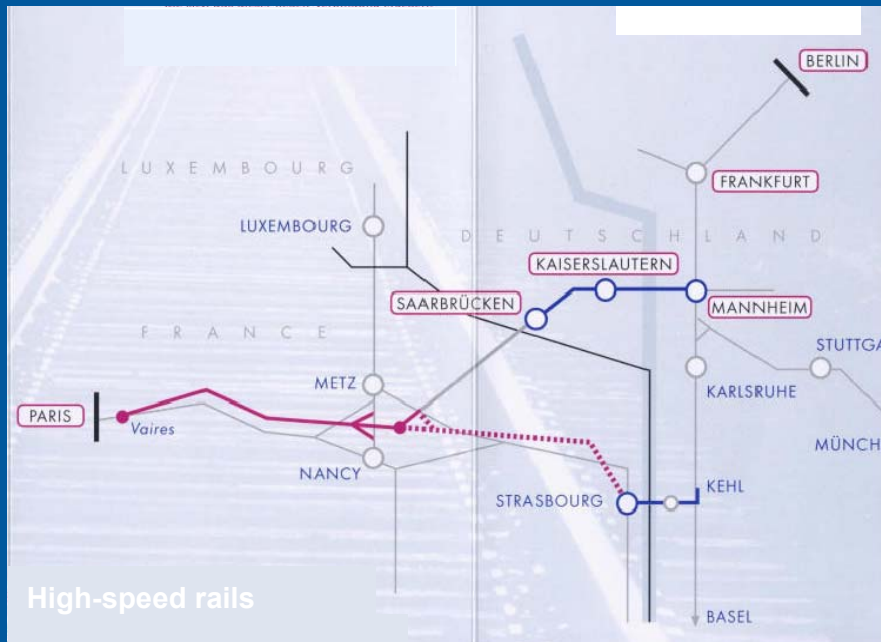 BERLIN
LUXEMBOURG
FRANKFURT
LUXEMBOURG
DEUTSCHLAND
KAISERSLAUTERN
SAARBRÜCKEN
MANNHEIM
FRANCE
STUTTGA
METZ
KARLSRUHE
PARIS
Vaires
MÜNCH
NANCY
STRASBOURG
KEHL
High-speed rails
BASEL